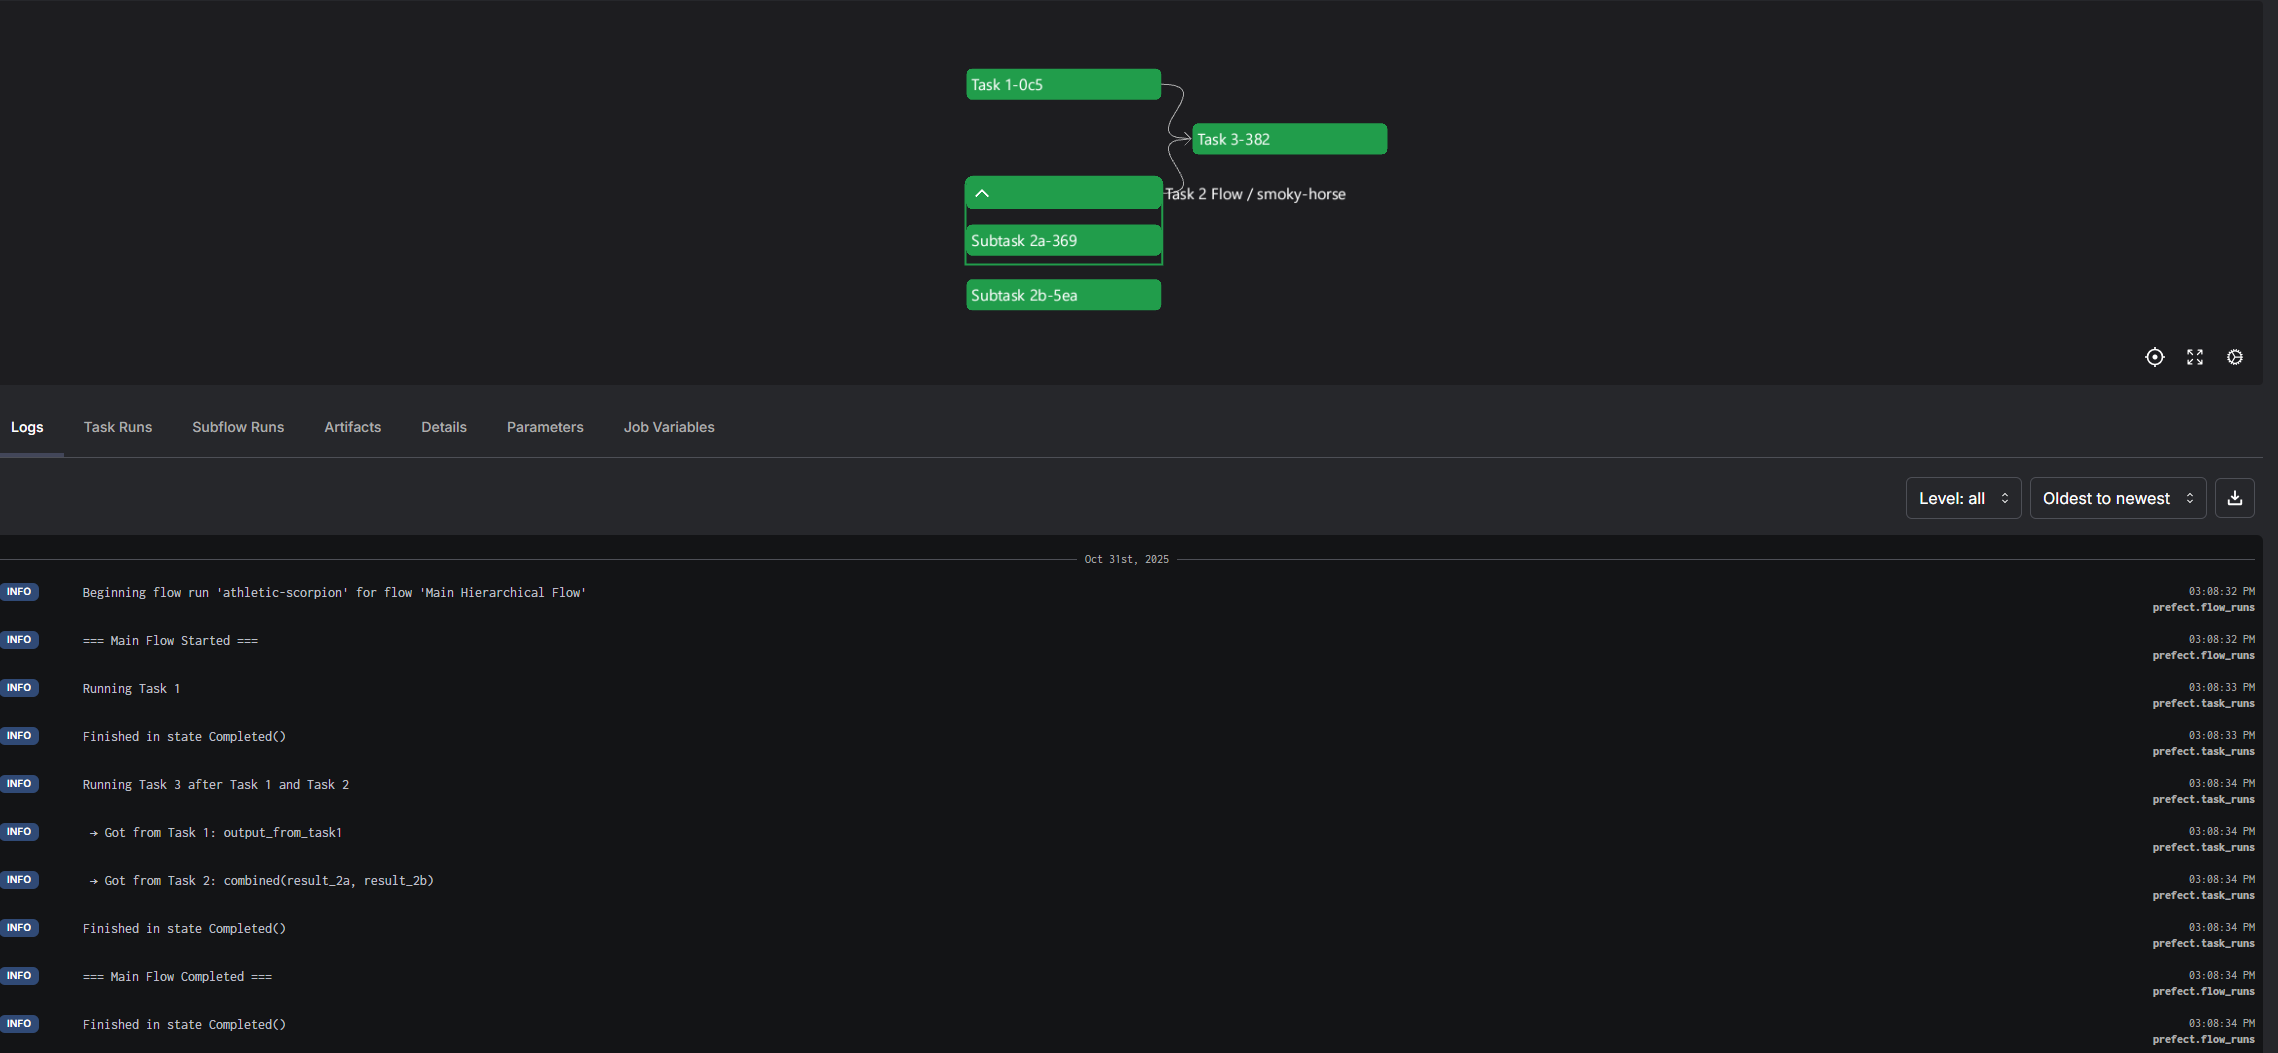 Task 1-0c5
Task 3-382
Task 2 Flow / smoky-horse
Subtask 2a-369
Subtask 2b-5ea
Logs Task Runs Subflow Runs Artifacts Details Parameters Job Variables
Level: all Oldest to newest
Oct 31st, 2025
INFO Beginning flow run 'athletic-scorpion' for flow 'Main Hierarchical Flow' 03:08:32 PM
prefect.flow_runs
INFO === Main Flow Started === 03:08:32 PM
prefect.flow_runs
INFO Running Task 1 03:08:33 PM
prefect.task_runs
INFO Finished in state Completed() 03:08:33 PM
prefect.task_runs
INFO Running Task 3 after Task 1 and Task 2 03:08:34 PM
prefect.task_runs
INFO → Got from Task 1: output_from_task1 03:08:34 PM
prefect.task_runs
INFO → Got from Task 2: combined(result_2a, result_2b) 03:08:34 PM
prefect.task_runs
INFO Finished in state Completed() 03:08:34 PM
prefect.task_runs
INFO === Main Flow Completed === 03:08:34 PM
prefect.flow_runs
INFO Finished in state Completed() 03:08:34 PM
prefect.flow_runs